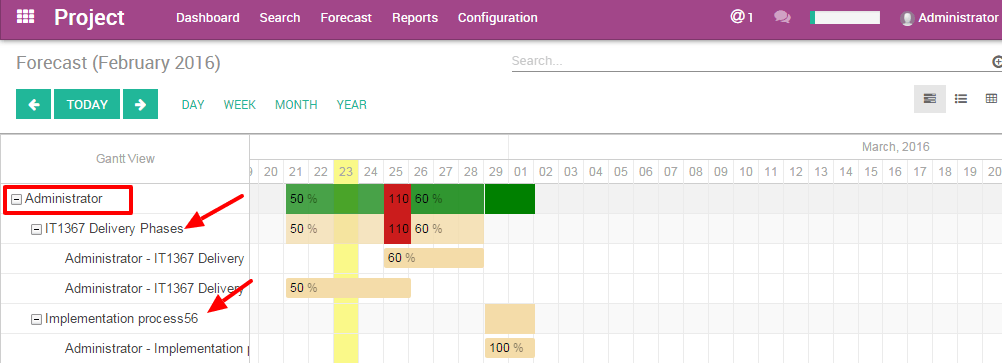 Project Dashboard Search Forecast Reports Configuration @1 Administrator
Forecast (February 2016)
Search...
TODAY DAY WEEK MONTH YEAR
Gantt View
March, 2016
20 21 22 23 24 25 26 27 28 29 01 02 03 04 05 06 07 08 09 10 11 12 13 14 15 16 17 18 19 20
Administrator 50 % 110 60 %
IT1367 Delivery Phases 50 % 110 60 %
Administrator - IT1367 Delivery 60 %
Administrator - IT1367 Delivery 50 %
Implementation process56
Administrator - Implementation 100 %